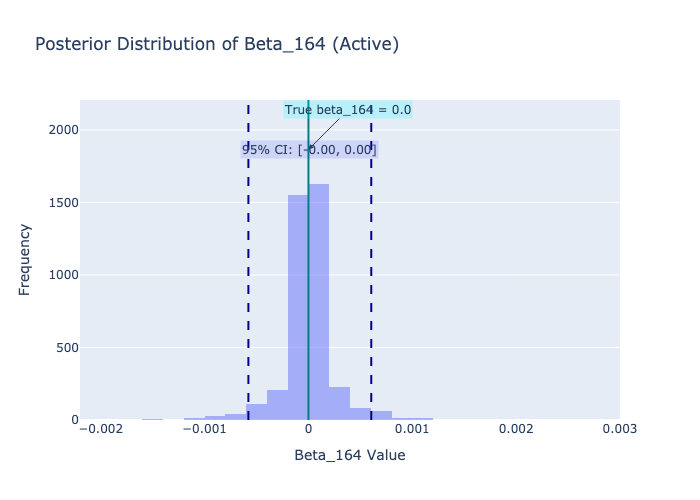 Posterior Distribution of Beta_164 (Active)
True beta_164 = 0.0
95% CI: [-0.00, 0.00]
2000
1500
1000
500
0
Frequency
−0.002
−0.001
0
0.001
0.002
0.003
Beta_164 Value